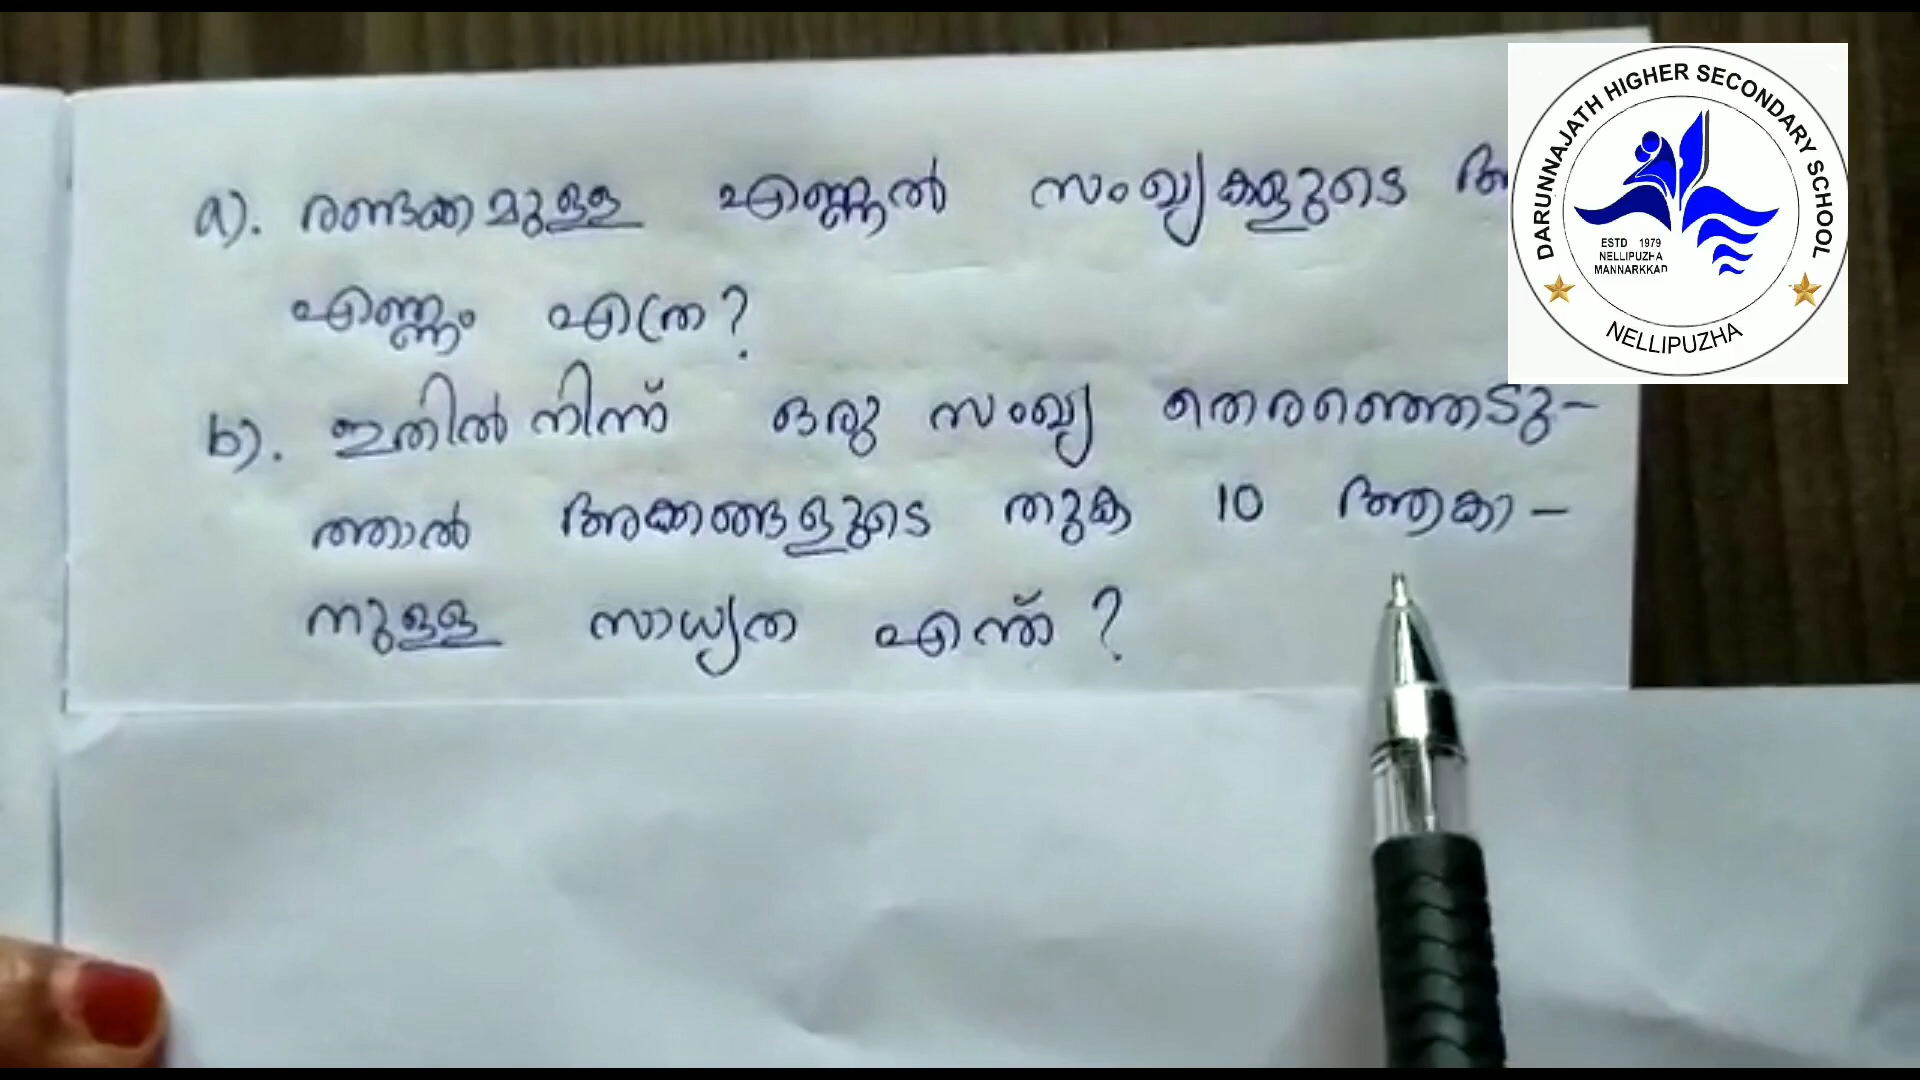 a). രണ്ടക്കമുള്ള എണ്ണൽ സംഖ്യകളുടെ
എണ്ണം എത്ര?
b). ഇതിൽ നിന്ന് ഒരു സംഖ്യ തെരഞ്ഞെടു-
ത്താൽ അക്കങ്ങളുടെ തുക 10 ആകാ-
നുള്ള സാധ്യത എന്ത് ?
DARUNNAJATH HIGHER SECONDARY SCHOOL
ESTD 1979
NELLIPUZHA
MANNARKKAD
NELLIPUZHA